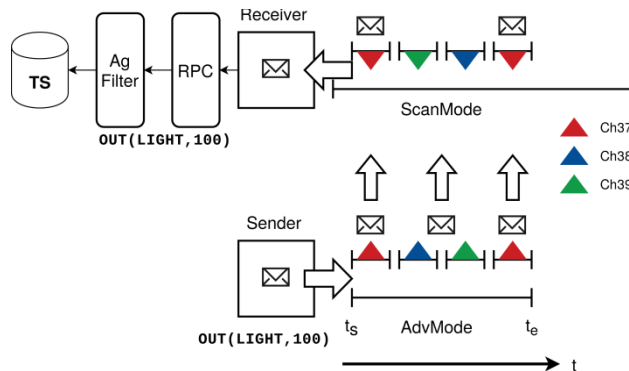 Receiver
TS
Ag
Filter
RPC
OUT(LIGHT,100)
ScanMode
Ch37
Ch38
Ch39
Sender
OUT(LIGHT,100)
ts
AdvMode
te
t